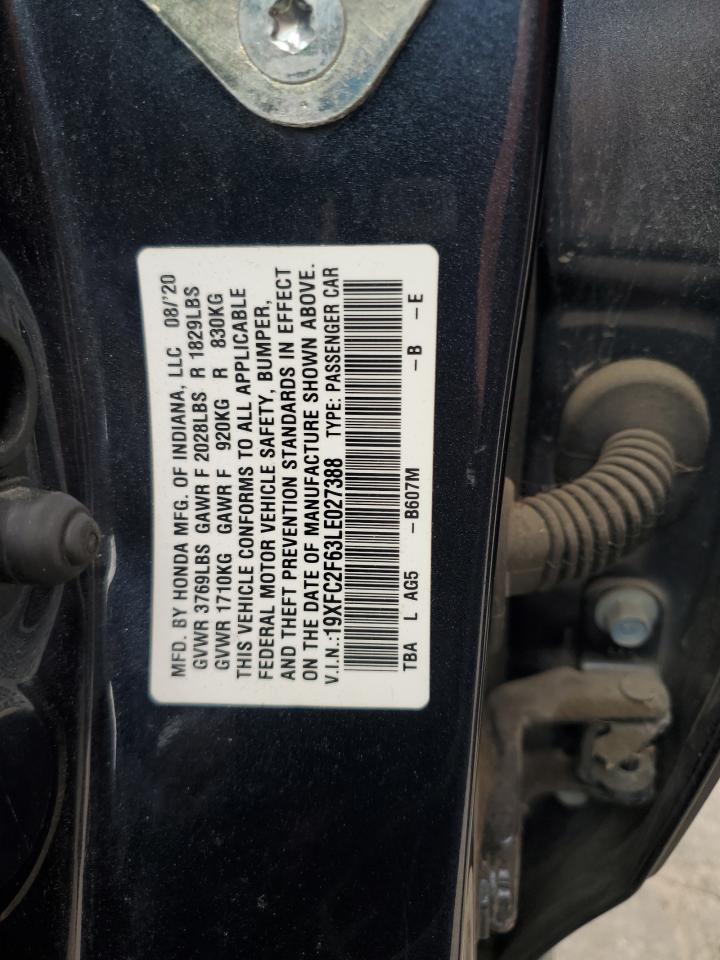 MFD. BY HONDA MFG. OF INDIANA, LLC 08/'20
GVWR 3769LBS GAWR F 2028LBS R 1829LBS
GVWR 1710KG GAWR F 920KG R 830KG
THIS VEHICLE CONFORMS TO ALL APPLICABLE
FEDERAL MOTOR VEHICLE SAFETY, BUMPER,
AND THEFT PREVENTION STANDARDS IN EFFECT
ON THE DATE OF MANUFACTURE SHOWN ABOVE.
V.I.N.:19XFC2F63LE027388 TYPE: PASSENGER CAR
TBA L AG5 -B607M -B -E